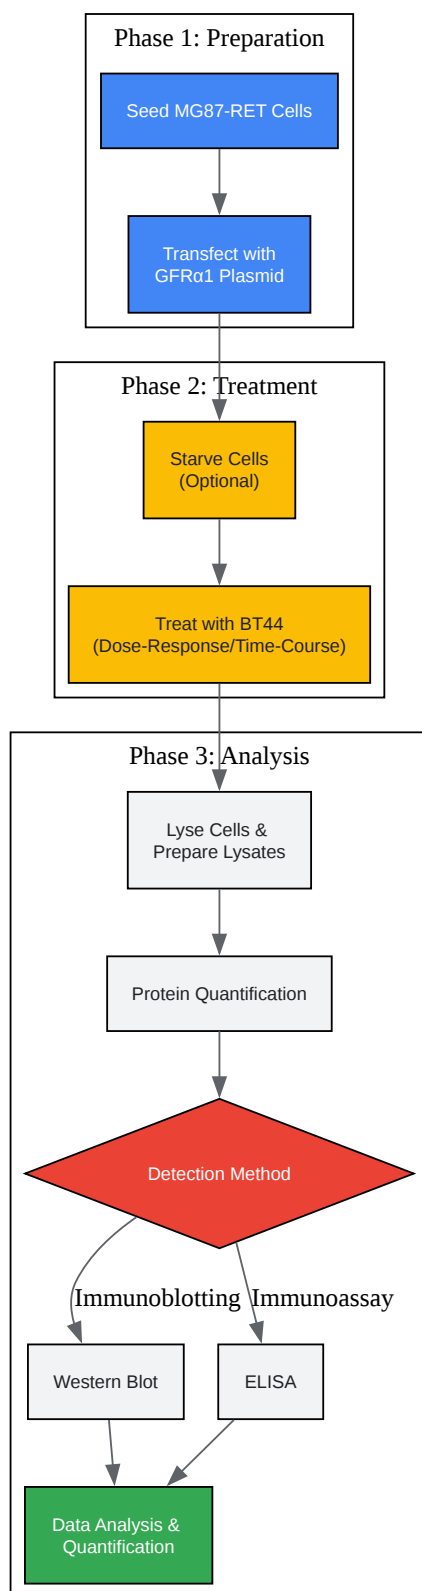 Phase 1: Preparation
Seed MG87-RET Cells
Transfect with
GFRα1 Plasmid
Phase 2: Treatment
Starve Cells
(Optional)
Treat with BT44
(Dose-Response/Time-Course)
Phase 3: Analysis
Lyse Cells &
Prepare Lysates
Protein Quantification
Detection Method
Immunoblotting
Immunoassay
Western Blot
ELISA
Data Analysis &
Quantification